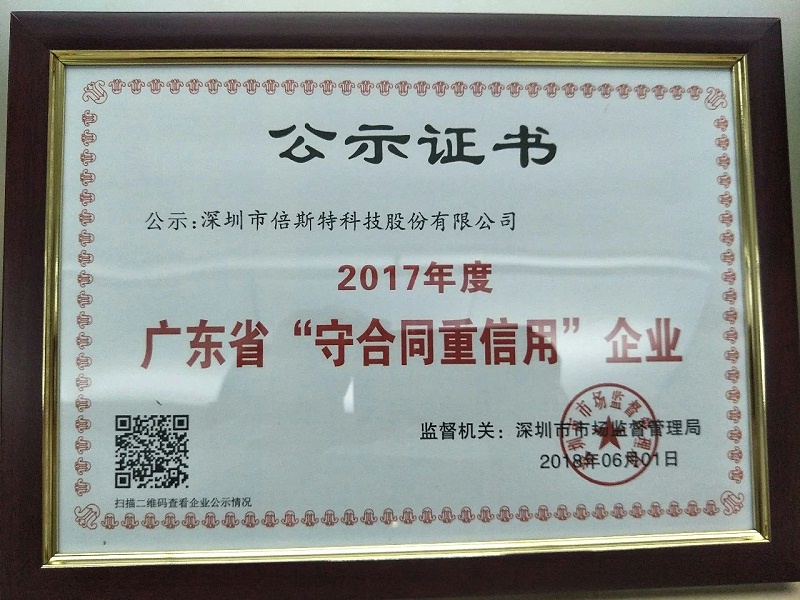 公示证书
公示:深圳市倍斯特科技股份有限公司
2017年度
广东省“守合同重信用”企业
监督机关：深圳市市场监督管理局
2018年06月01日
扫描二维码查看企业公示情况